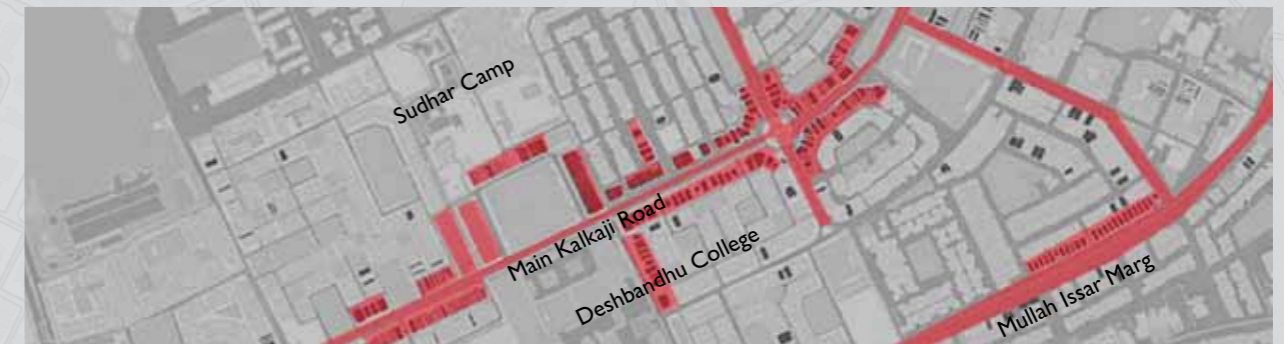 Sudhar Camp
Main Kalkaji Road
Deshbandhu College
Mullah Issar Marg